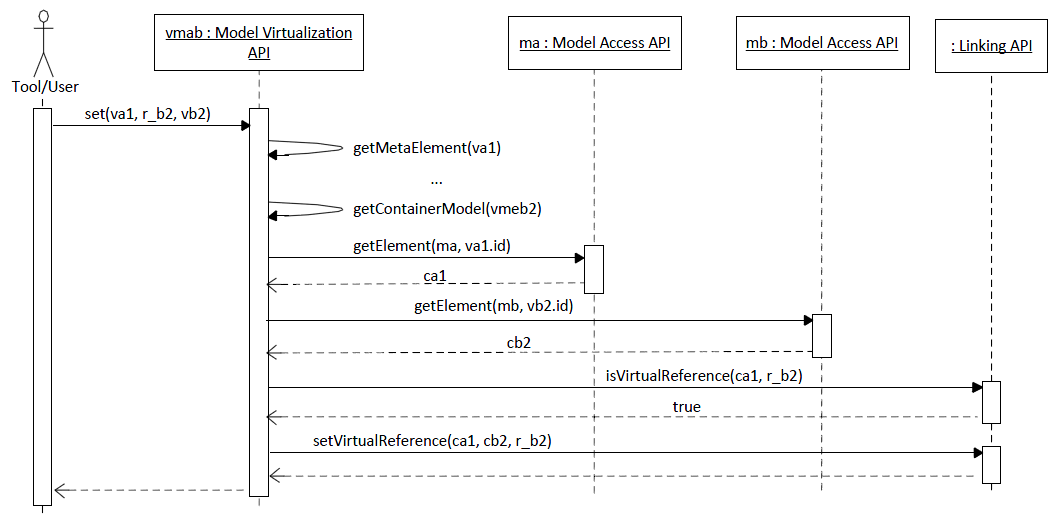 vmab : Model Virtualization
API
ma : Model Access API
mb : Model Access API
: Linking API
Tool/User
set(va1, r_b2, vb2)
getMetaElement(va1)
...
getContainerModel(vmeb2)
getElement(ma, va1.id)
ca1
getElement(mb, vb2.id)
cb2
isVirtualReference(ca1, r_b2)
true
setVirtualReference(ca1, cb2, r_b2)